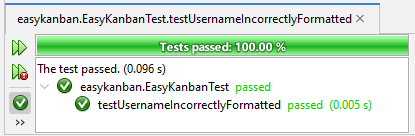 easykanban.EasyKanbanTest.testUsernameIncorrectlyFormatted ×
Tests passed: 100.00 %
The test passed. (0.096 s)
easykanban.EasyKanbanTest passed
testUsernameIncorrectlyFormatted passed (0.005 s)
>>